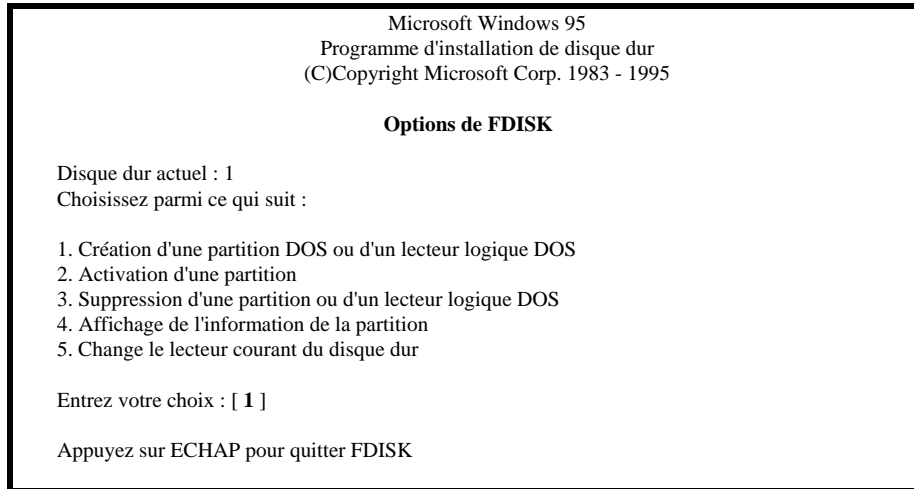 Microsoft Windows 95
Programme d'installation de disque dur
(C)Copyright Microsoft Corp. 1983 - 1995
Options de FDISK
Disque dur actuel : 1
Choisissez parmi ce qui suit :
1. Création d'une partition DOS ou d'un lecteur logique DOS
2. Activation d'une partition
3. Suppression d'une partition ou d'un lecteur logique DOS
4. Affichage de l'information de la partition
5. Change le lecteur courant du disque dur
Entrez votre choix : [ 1 ]
Appuyez sur ECHAP pour quitter FDISK